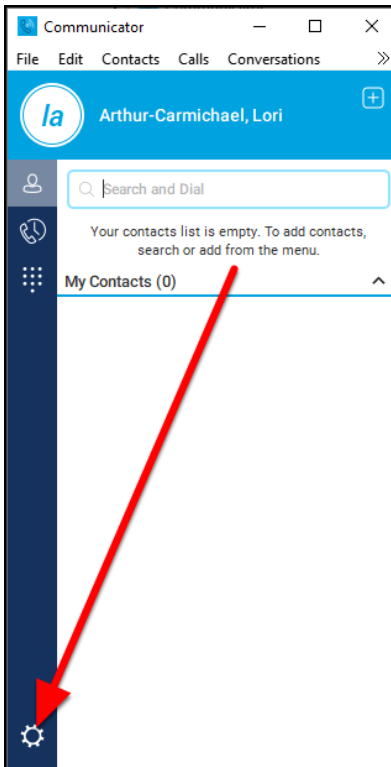 Communicator
File Edit Contacts Calls Conversations »
la
Arthur-Carmichael, Lori
Search and Dial
Your contacts list is empty. To add contacts,
search or add from the menu.
My Contacts (0)